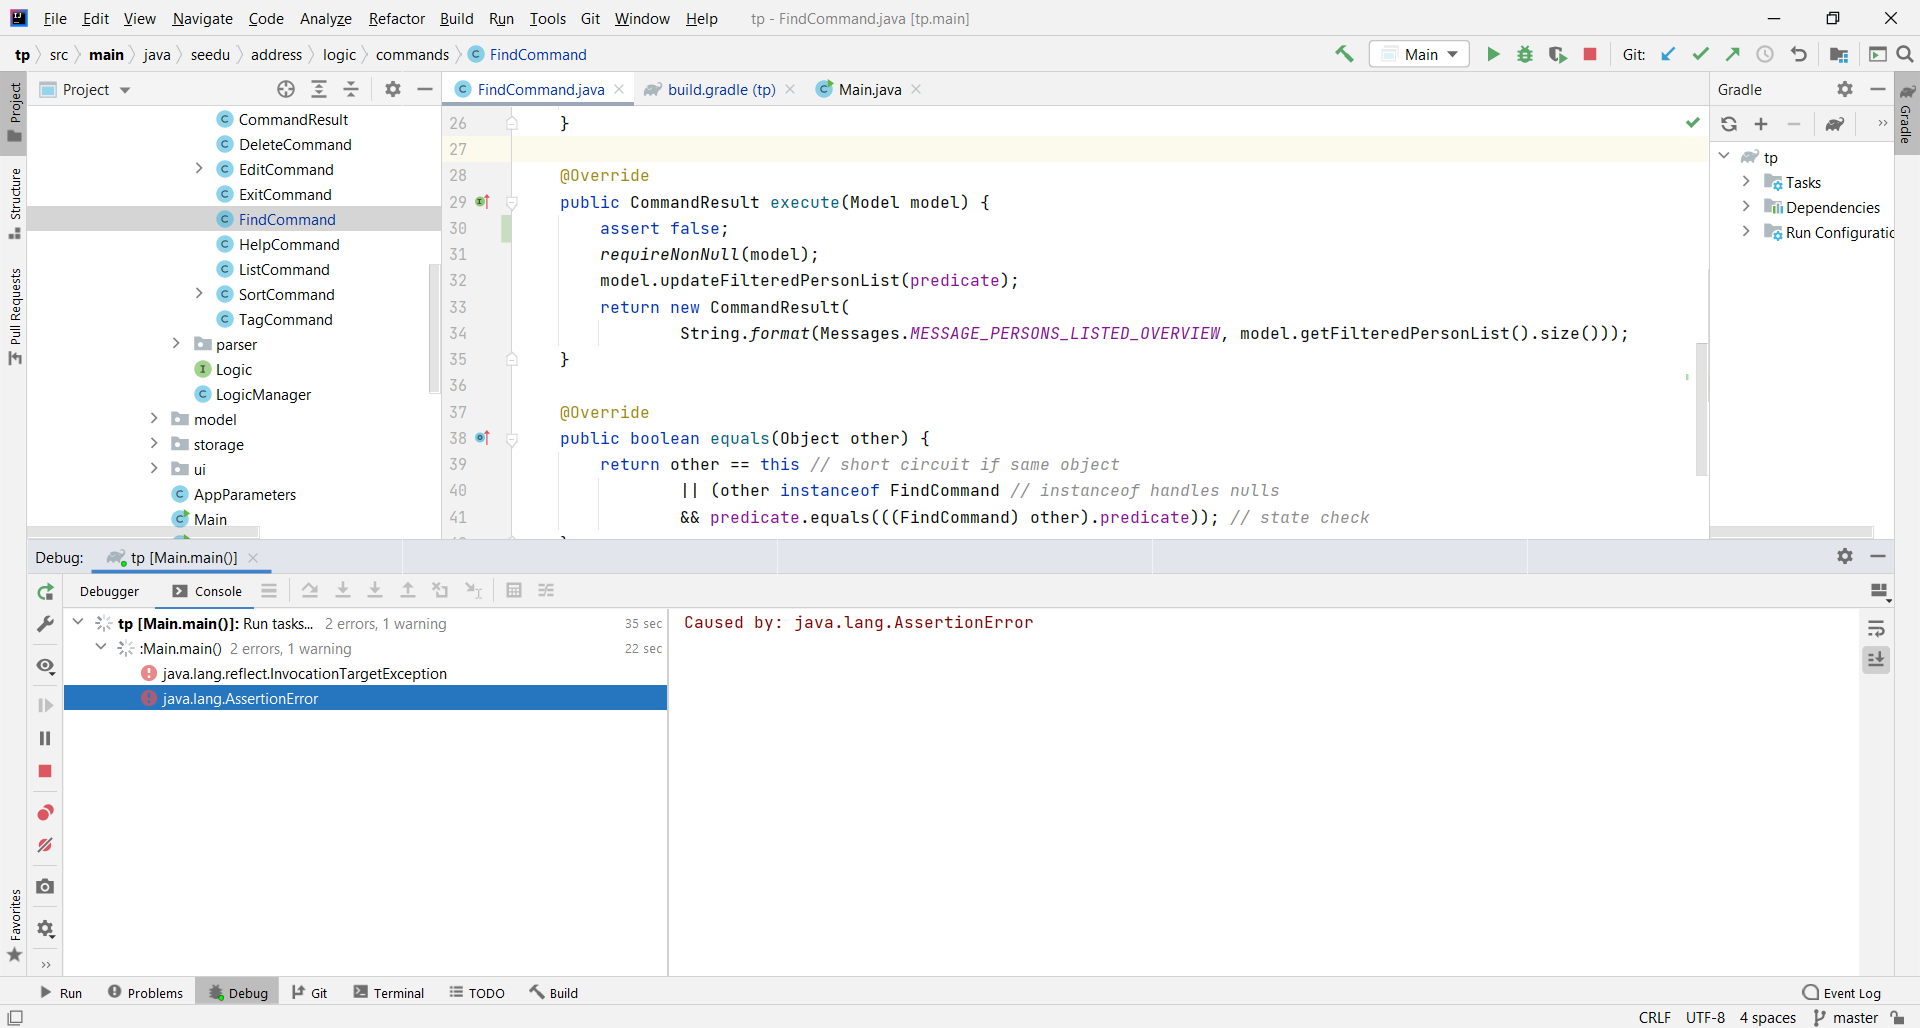 File Edit View Navigate Code Analyze Refactor Build Run Tools Git Window Help tp - FindCommand.java [tp.main]
tp src main java seedu address logic commands FindCommand Main Git:
Project
FindCommand.java build.gradle (tp) Main.java
Gradle
Project
Structure
Pull Requests
Favorites
Gradle
CommandResult
DeleteCommand
EditCommand
ExitCommand
FindCommand
HelpCommand
ListCommand
SortCommand
TagCommand
parser
Logic
LogicManager
model
storage
ui
AppParameters
Main
26 }
27
28 @Override
29 public CommandResult execute(Model model) {
30 assert false;
31 requireNonNull(model);
32 model.updateFilteredPersonList(predicate);
33 return new CommandResult(
34 String.format(Messages.MESSAGE_PERSONS_LISTED_OVERVIEW, model.getFilteredPersonList().size()));
35 }
36
37 @Override
38 public boolean equals(Object other) {
39 return other == this // short circuit if same object
40 || (other instanceof FindCommand // instanceof handles nulls
41 && predicate.equals(((FindCommand) other).predicate)); // state check
tp
Tasks
Dependencies
Run Configuratio
Debug: tp [Main.main()]
Debugger Console
tp [Main.main()]: Run tasks... 2 errors, 1 warning 35 sec
:Main.main() 2 errors, 1 warning 22 sec
java.lang.reflect.InvocationTargetException
java.lang.AssertionError
Caused by: java.lang.AssertionError
Run Problems Debug Git Terminal TODO Build Event Log
CRLF UTF-8 4 spaces master